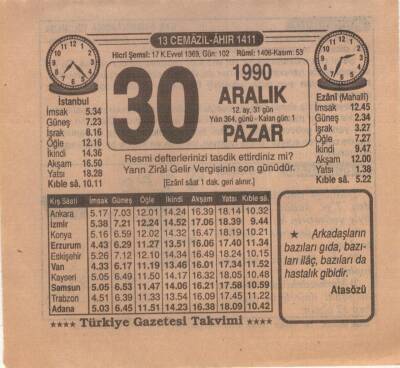 13 CEMAZİL-ÂHIR 1411
Hicrî Şemsî: 17 K.Evvel 1369, Gün: 102 Rûmî: 1406-Kasım: 53
30
1990
ARALIK
12. ay. 31 gün
Yılın 364. günü - Kalan gün: 1
PAZAR
İstanbul
İmsak 5.34
Güneş 7.23
İşrak 8.16
Öğle 12.16
İkindi 14.36
Akşam 16.50
Yatsı 18.28
Kıble sâ. 10.11
Ezânî (Mahallî)
İmsak 12.45
Güneş 2.34
İşrak 3.27
Öğle 7.27
İkindi 9.47
Akşam 12.00
Yatsı 1.38
Kıble sâ. 5.22
Resmi defterlerinizi tasdik ettirdiniz mi?
Yarın Zirâi Gelir Vergisinin son günüdür.
[Ezânî sâat 1 dak. geri alınır.]
Kış Sâati İmsak Güneş Öğle İkindi Akşam Yatsı Kıble sâ.
Ankara 5.17 7.03 12.01 14.24 16.39 18.14 10.32
İzmir 5.38 7.21 12.24 14.52 17.06 18.39 9.44
Konya 5.16 6.59 12.02 14.32 16.47 18.19 10.21
Erzurum 4.43 6.29 11.27 13.51 16.06 17.40 11.34
Eskişehir 5.26 7.12 12.10 14.34 16.49 18.24 10.15
Van 4.33 6.17 11.19 13.46 16.01 17.34 11.52
Kayseri 5.05 6.49 11.50 14.17 16.32 18.05 10.48
Samsun 5.05 6.53 11.47 14.06 16.21 17.58 10.59
Trabzon 4.51 6.39 11.33 13.53 16.08 17.45 11.22
Adana 5.03 6.45 11.51 14.23 16.38 18.09 10.42
★ Arkadaşların
bazıları gıda, bazı-
ları ilâç, bazıları da
hastalık gibidir.
Atasözü
★★★★ Türkiye Gazetesi Takvimi ★★★★